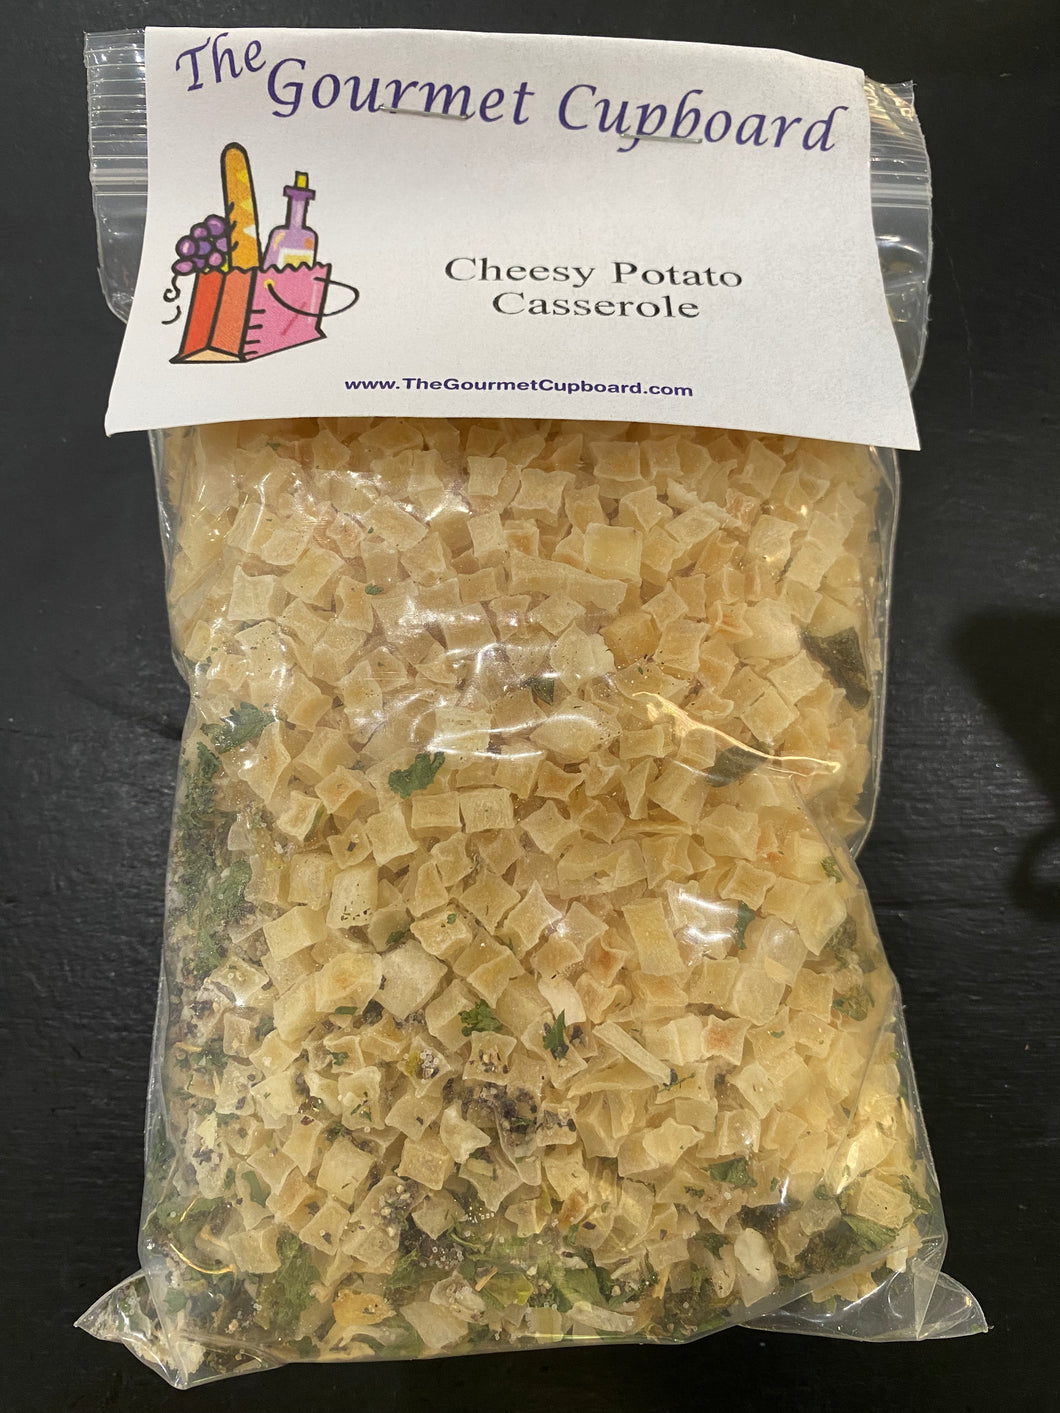 The Gourmet Cupboard
Cheesy Potato
Casserole
www.TheGourmetCupboard.com